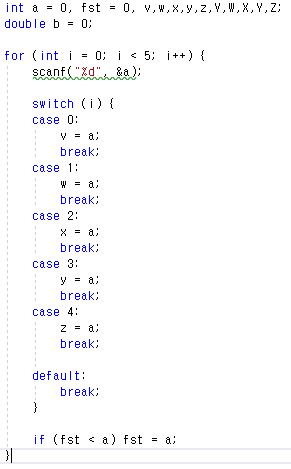 int a = 0, fst = 0, v,w,x,y,z,Y,W,X,Y,Z;
double b = 0;
for (int i = 0; i < 5; i++) {
scanf("%d", &a);
switch (i) {
case 0:
v = a;
break;
case 1:
w = a;
break;
case 2:
x = a;
break;
case 3:
y = a;
break;
case 4:
z = a;
break;
default:
break;
}
if (fst < a) fst = a;
}